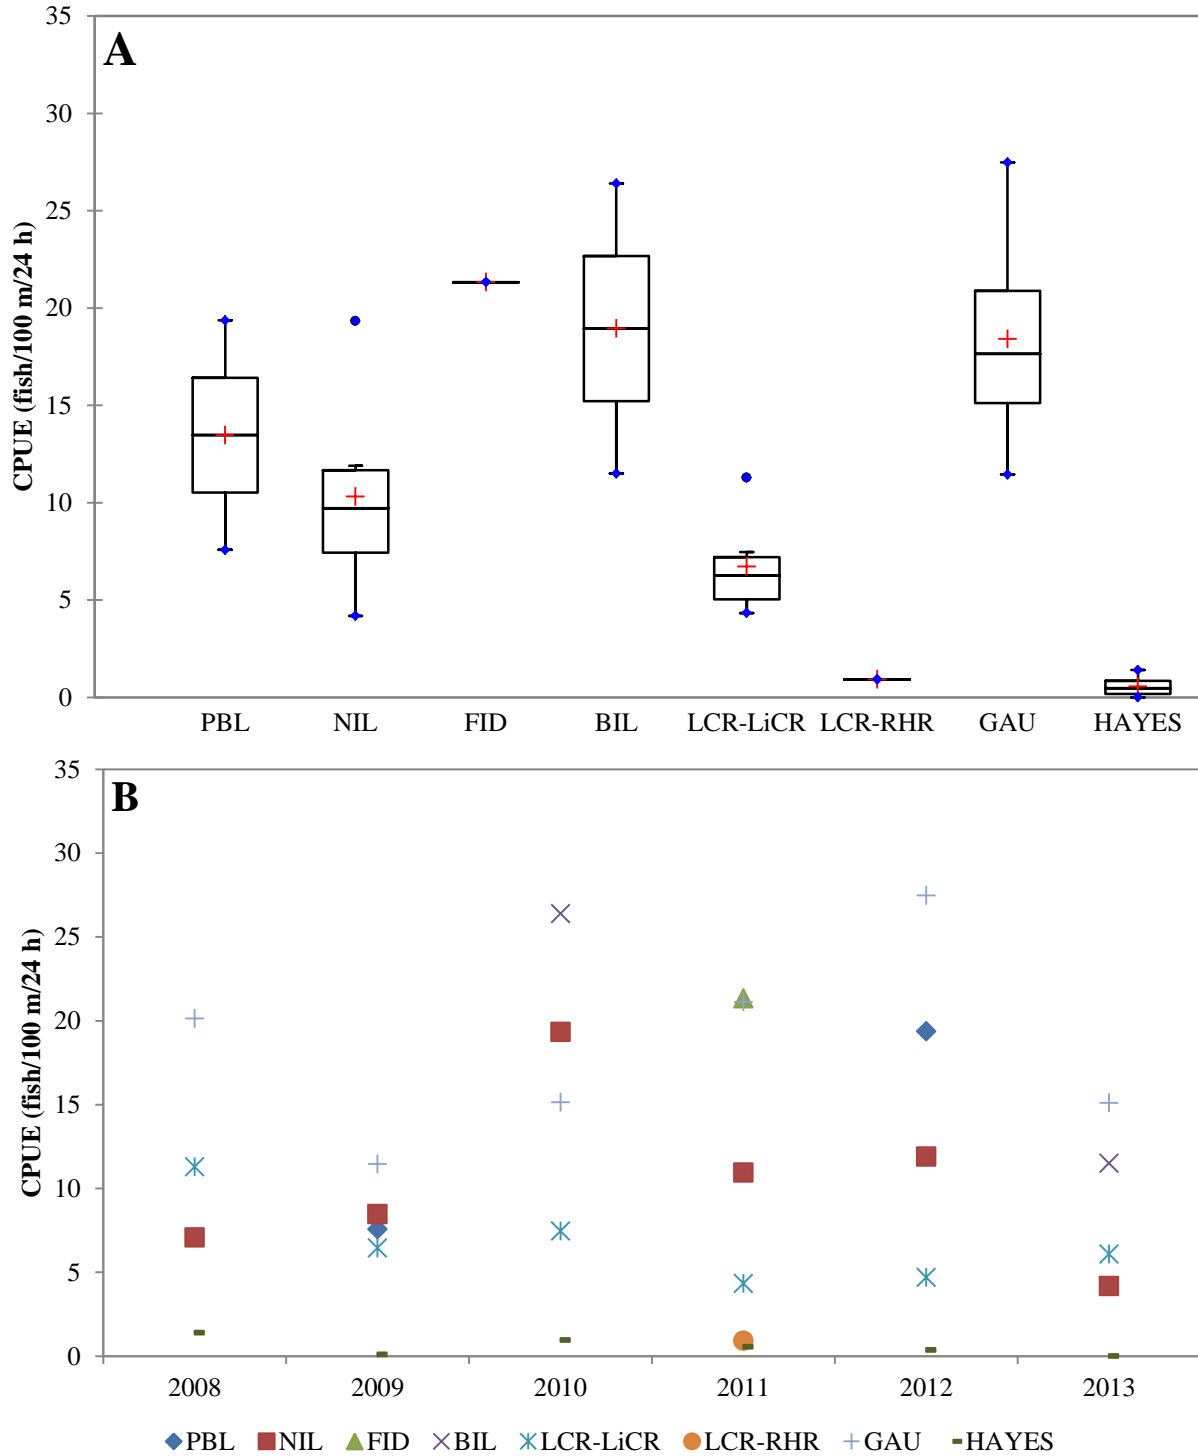 A
35
30
25
20
15
10
5
0
CPUE (fish/100 m/24 h)
PBL NIL FID BIL LCR-LiCR LCR-RHR GAU HAYES
B
35
30
25
20
15
10
5
0
CPUE (fish/100 m/24 h)
2008 2009 2010 2011 2012 2013
PBL NIL FID BIL LCR-LiCR LCR-RHR GAU HAYES